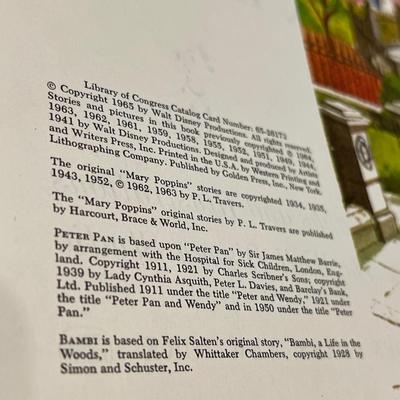 Library of Congress Catalog Card Number: 65-26173
© Copyright 1965 by Walt Disney Productions. All rights reserved.
Stories and pictures in this book previously copyrighted © 1964,
1963, 1962, 1961, 1959, 1958, 1955, 1953, 1952, 1951, 1949, 1944,
1941 by Walt Disney Productions. Designed and produced by Artists
and Writers Press, Inc. Printed in the U.S.A. by Western Printing and
Lithographing Company. Published by Golden Press, Inc., New York.
The original "Mary Poppins" stories are copyrighted 1934, 1935,
1943, 1952, © 1962, 1963 by P. L. Travers.
The "Mary Poppins" original stories by P. L. Travers are published
by Harcourt, Brace & World, Inc.
PETER PAN is based upon "Peter Pan" by Sir James Matthew Barrie,
by arrangement with the Hospital for Sick Children, London, Eng-
land. Copyright 1911, 1921 by Charles Scribner's Sons; copyright
1939 by Lady Cynthia Asquith, Peter L. Davies, and Barclay's Bank,
Ltd. Published 1911 under the title "Peter and Wendy," 1921 under
the title "Peter Pan and Wendy" and in 1950 under the title "Peter
Pan."
BAMBI is based on Felix Salten's original story, "Bambi, a Life in the
Woods," translated by Whittaker Chambers, copyright 1928 by
Simon and Schuster, Inc.